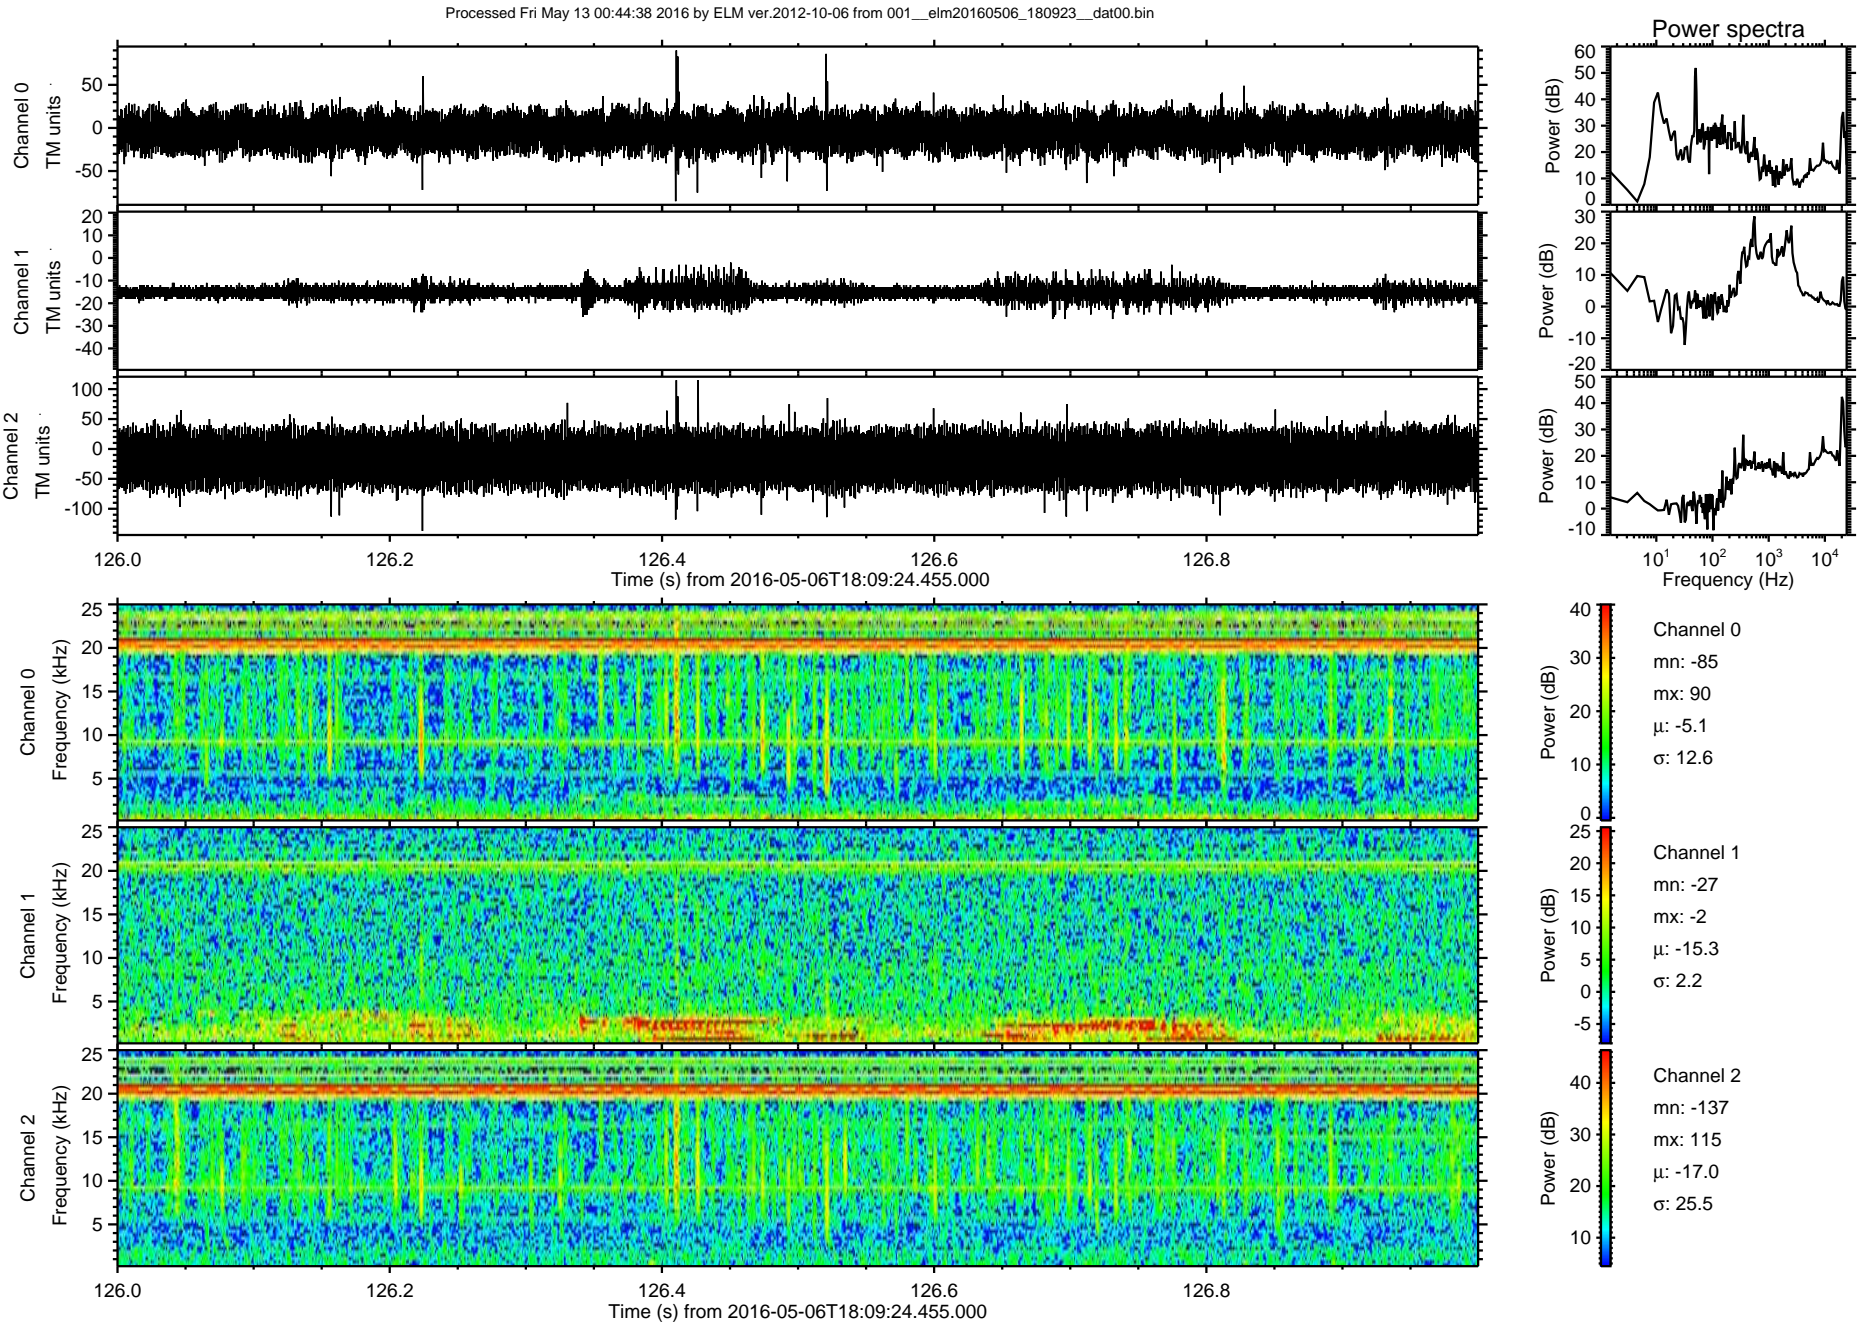 Processed Fri May 13 00:44:38 2016 by ELM ver.2012-10-06 from 001__elm20160506_180923__dat00.bin
Power spectra
Channel 0
TM units
50
0
-50
Power (dB)
60
50
40
30
20
10
0
Channel 1
TM units
20
10
0
-10
-20
-30
-40
Power (dB)
30
20
10
0
-10
-20
Channel 2
TM units
100
50
0
-50
-100
Power (dB)
50
40
30
20
10
0
-10
126.0 126.2 126.4 126.6 126.8
Time (s) from 2016-05-06T18:09:24.455.000
10^1 10^2 10^3 10^4
Frequency (Hz)
Channel 0
Frequency (kHz)
25
20
15
10
5
Power (dB)
40
30
20
10
0
Channel 0
mn: -85
mx: 90
μ: -5.1
σ: 12.6
Channel 1
Frequency (kHz)
25
20
15
10
5
Power (dB)
25
20
15
10
5
0
-5
Channel 1
mn: -27
mx: -2
μ: -15.3
σ: 2.2
Channel 2
Frequency (kHz)
25
20
15
10
5
Power (dB)
40
30
20
10
Channel 2
mn: -137
mx: 115
μ: -17.0
σ: 25.5
126.0 126.2 126.4 126.6 126.8
Time (s) from 2016-05-06T18:09:24.455.000